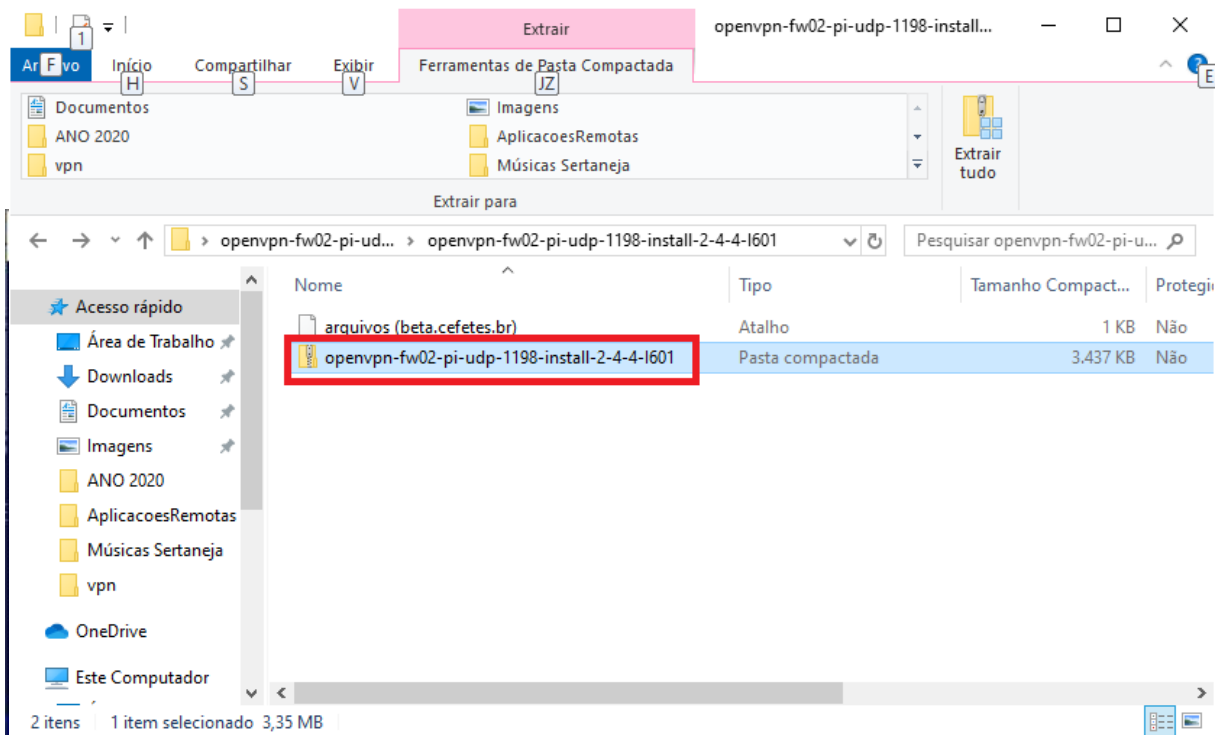 Extrair openvpn-fw02-pi-udp-1198-install...
1
Ar F vo Início Compartilhar Exibir Ferramentas de Pasta Compactada
H S V JZ E
Documentos Imagens
ANO 2020 AplicacoesRemotas
vpn Músicas Sertaneja
Extrair
tudo
Extrair para
openvpn-fw02-pi-ud... openvpn-fw02-pi-udp-1198-install-2-4-4-I601 Pesquisar openvpn-fw02-pi-u...
Nome Tipo Tamanho Compact... Protegi
Acesso rápido
arquivos (beta.cefetes.br) Atalho 1 KB Não
Área de Trabalho
openvpn-fw02-pi-udp-1198-install-2-4-4-I601 Pasta compactada 3.437 KB Não
Downloads
Documentos
Imagens
ANO 2020
AplicacoesRemotas
Músicas Sertaneja
vpn
OneDrive
Este Computador
2 itens 1 item selecionado 3,35 MB